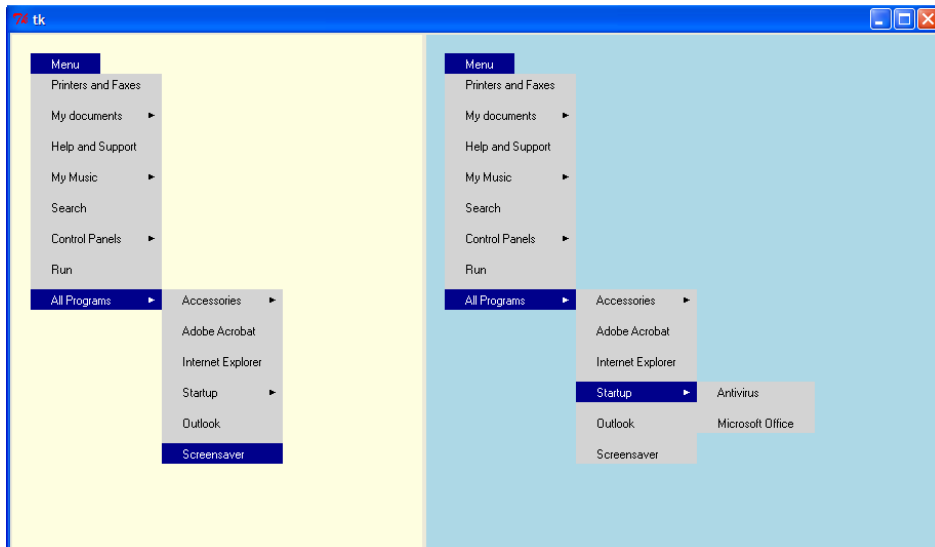 tk
Menu
Printers and Faxes
My documents
Help and Support
My Music
Search
Control Panels
Run
All Programs
Accessories
Adobe Acrobat
Internet Explorer
Startup
Outlook
Screensaver
Menu
Printers and Faxes
My documents
Help and Support
My Music
Search
Control Panels
Run
All Programs
Accessories
Adobe Acrobat
Internet Explorer
Startup
Outlook
Screensaver
Antivirus
Microsoft Office